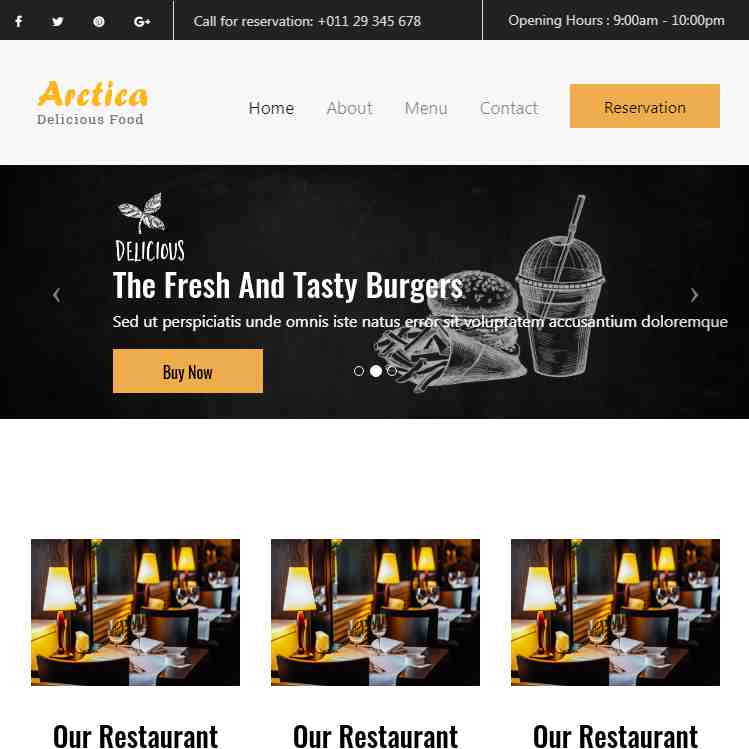 Call for reservation: +011 29 345 678
Opening Hours : 9:00am - 10:00pm
Arctica
Delicious Food
Home
About
Menu
Contact
Reservation
DELICIOUS
The Fresh And Tasty Burgers
Sed ut perspiciatis unde omnis iste natus error sit voluptatem accusantium doloremque
Buy Now
Our Restaurant
Our Restaurant
Our Restaurant